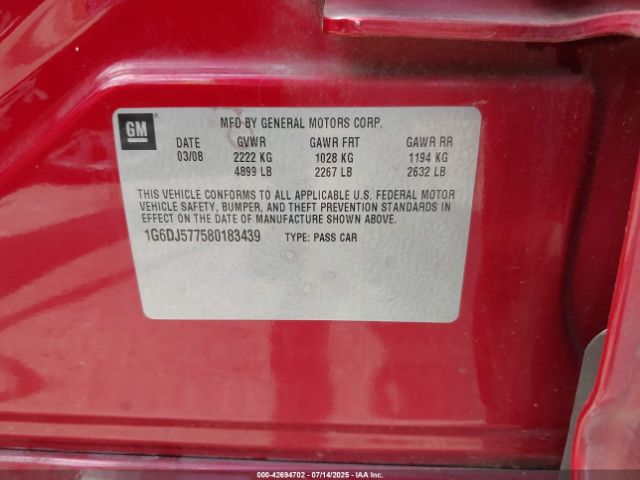 GM
MFD BY GENERAL MOTORS CORP.
DATE GVWR GAWR FRT GAWR RR
03/08 2222 KG 1028 KG 1194 KG
4899 LB 2267 LB 2632 LB
THIS VEHICLE CONFORMS TO ALL APPLICABLE U.S. FEDERAL MOTOR
VEHICLE SAFETY, BUMPER, AND THEFT PREVENTION STANDARDS IN
EFFECT ON THE DATE OF MANUFACTURE SHOWN ABOVE.
1G6DJ577580183439 TYPE: PASS CAR
00-42694702 - 07/14/2025 - IAA, Inc.